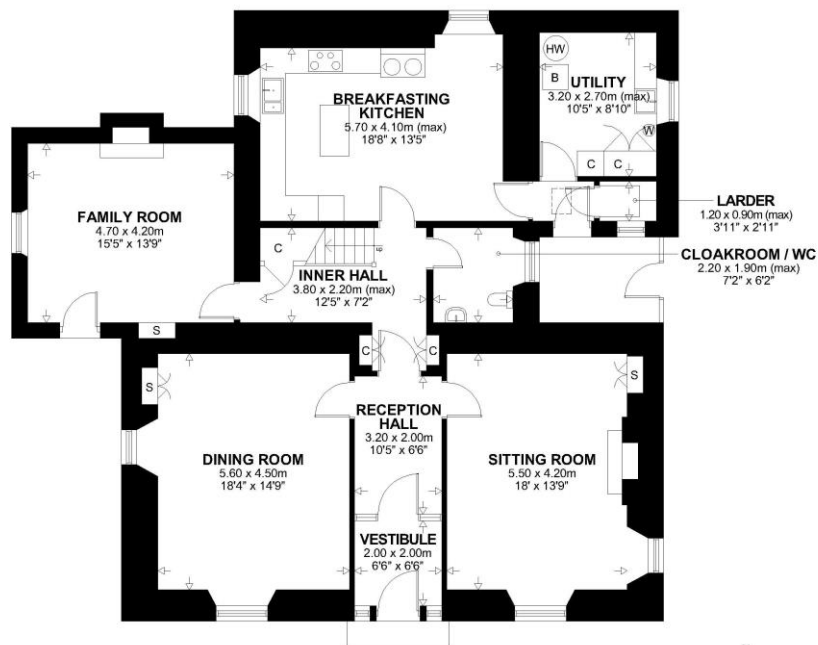 HW
B
UTILITY
3.20 x 2.70m (max)
10'5" x 8'10"
W
C
C
BREAKFASTING
KITCHEN
5.70 x 4.10m (max)
18'8" x 13'5"
FAMILY ROOM
4.70 x 4.20m
15'5" x 13'9"
S
LARDER
1.20 x 0.90m (max)
3'11" x 2'11"
CLOAKROOM / WC
2.20 x 1.90m (max)
7'2" x 6'2"
C
INNER HALL
3.80 x 2.20m (max)
12'5" x 7'2"
C
C
S
S
RECEPTION
HALL
3.20 x 2.00m
10'5" x 6'6"
DINING ROOM
5.60 x 4.50m
18'4" x 14'9"
SITTING ROOM
5.50 x 4.20m
18' x 13'9"
VESTIBULE
2.00 x 2.00m
6'6" x 6'6"